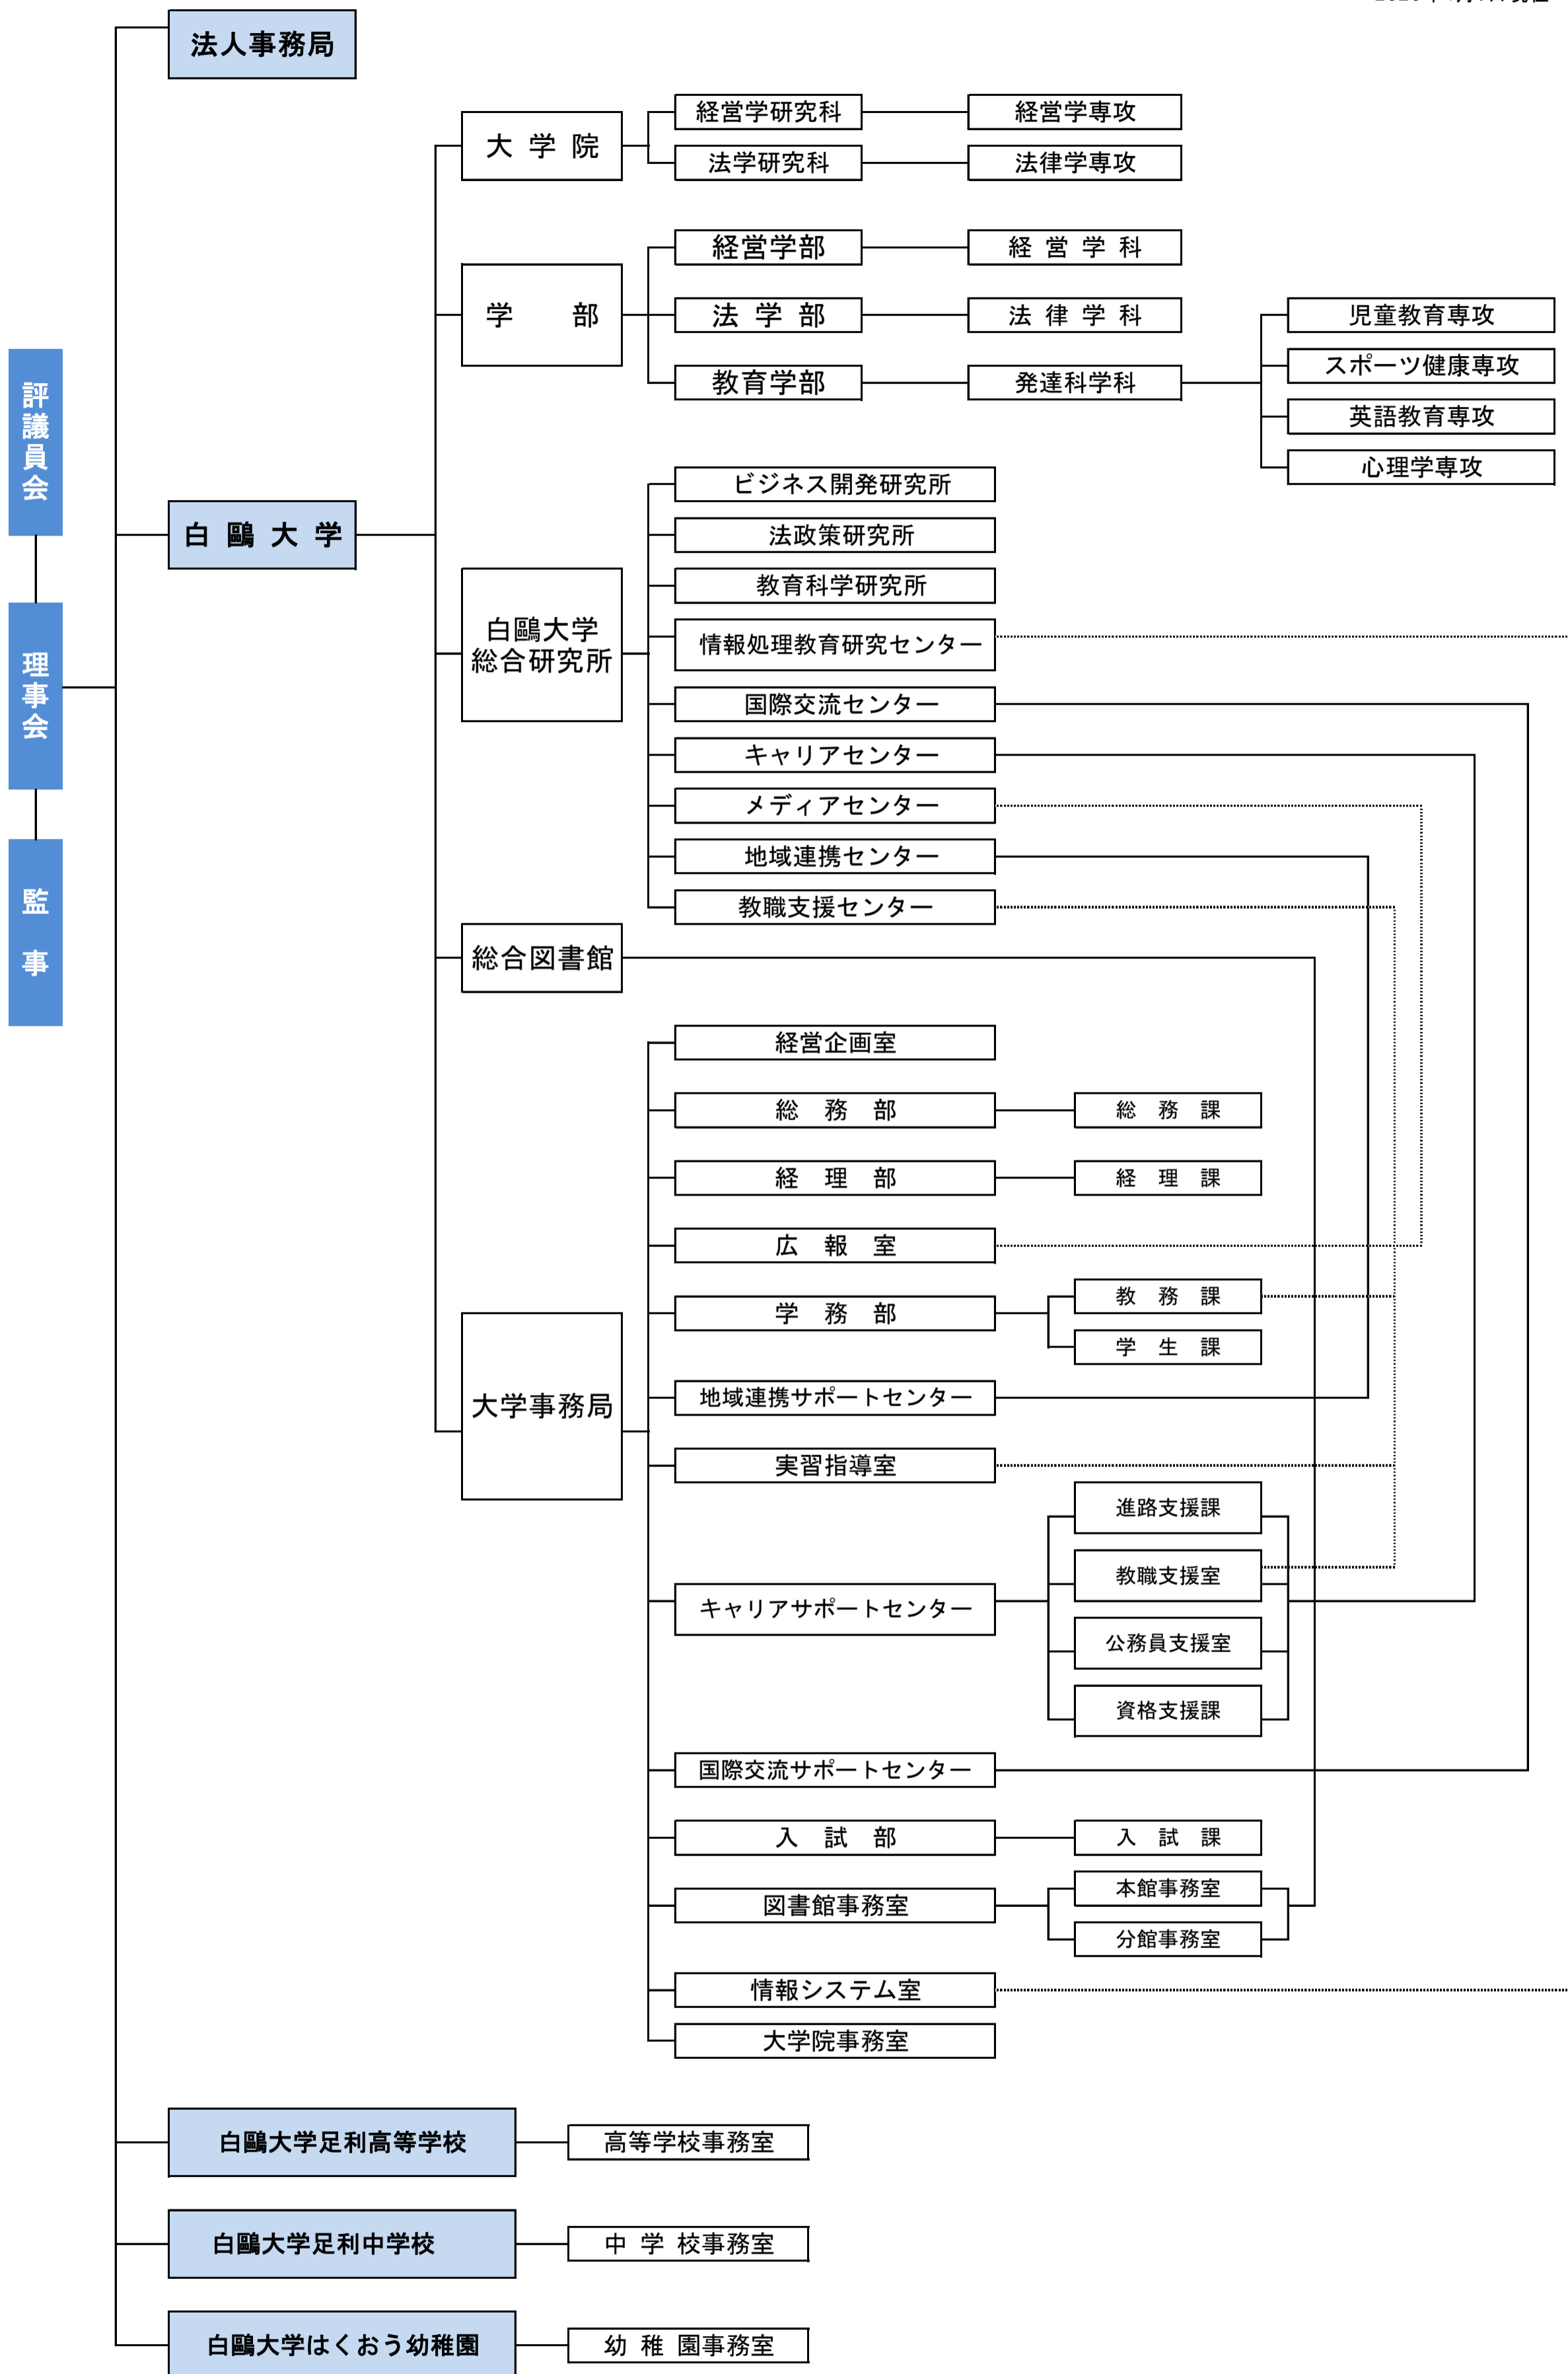 法人事務局
大 学 院
経営学研究科
経営学専攻
法学研究科
法律学専攻
学 部
経営学部
経 営 学 科
法 学 部
法 律 学 科
教育学部
発達科学科
児童教育専攻
スポーツ健康専攻
英語教育専攻
心理学専攻
評議員会
理事会
監 事
白 鷗 大 学
白鷗大学
総合研究所
ビジネス開発研究所
法政策研究所
教育科学研究所
情報処理教育研究センター
国際交流センター
キャリアセンター
メディアセンター
地域連携センター
教職支援センター
総合図書館
大学事務局
経営企画室
総 務 部
総 務 課
経 理 部
経 理 課
広 報 室
学 務 部
教 務 課
学 生 課
地域連携サポートセンター
実習指導室
キャリアサポートセンター
進路支援課
教職支援室
公務員支援室
資格支援課
国際交流サポートセンター
入 試 部
入 試 課
図書館事務室
本館事務室
分館事務室
情報システム室
大学院事務室
白鷗大学足利高等学校
高等学校事務室
白鷗大学足利中学校
中 学 校事務室
白鷗大学はくおう幼稚園
幼 稚 園事務室